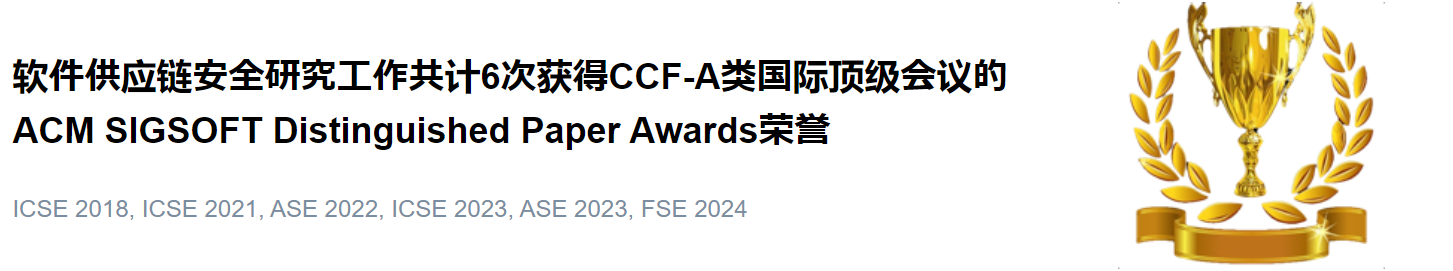 软件供应链安全研究工作共计6次获得CCF-A类国际顶级会议的
ACM SIGSOFT Distinguished Paper Awards荣誉
ICSE 2018, ICSE 2021, ASE 2022, ICSE 2023, ASE 2023, FSE 2024